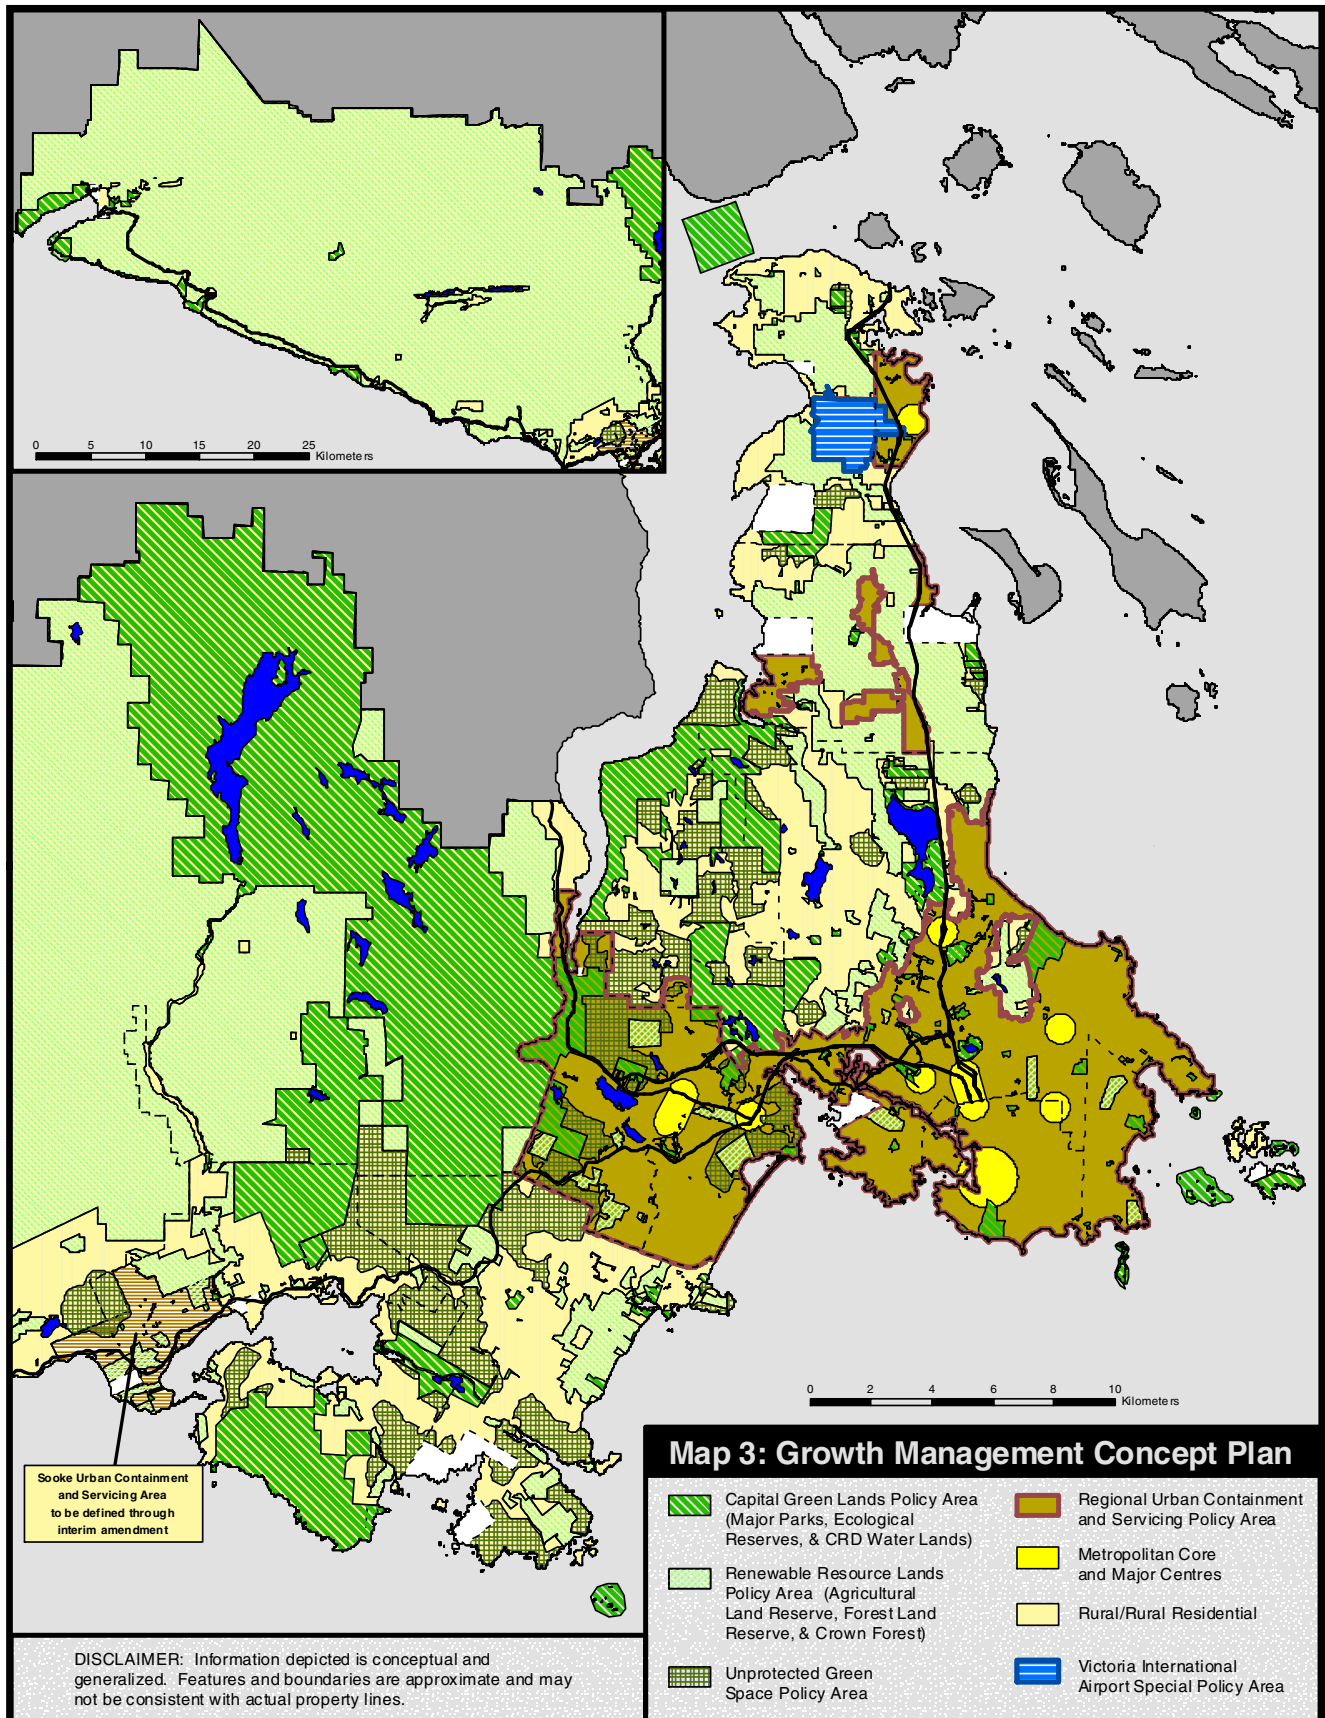 0 5 10 15 20 25
Kilometers
0 2 4 6 8 10
Kilometers
Sooke Urban Containment
and Servicing Area
to be defined through
interim amendment
Map 3: Growth Management Concept Plan
Capital Green Lands Policy Area
(Major Parks, Ecological
Reserves, & CRD Water Lands)
Renewable Resource Lands
Policy Area (Agricultural
Land Reserve, Forest Land
Reserve, & Crown Forest)
Unprotected Green
Space Policy Area
Regional Urban Containment
and Servicing Policy Area
Metropolitan Core
and Major Centres
Rural/Rural Residential
Victoria International
Airport Special Policy Area
DISCLAIMER: Information depicted is conceptual and
generalized. Features and boundaries are approximate and may
not be consistent with actual property lines.